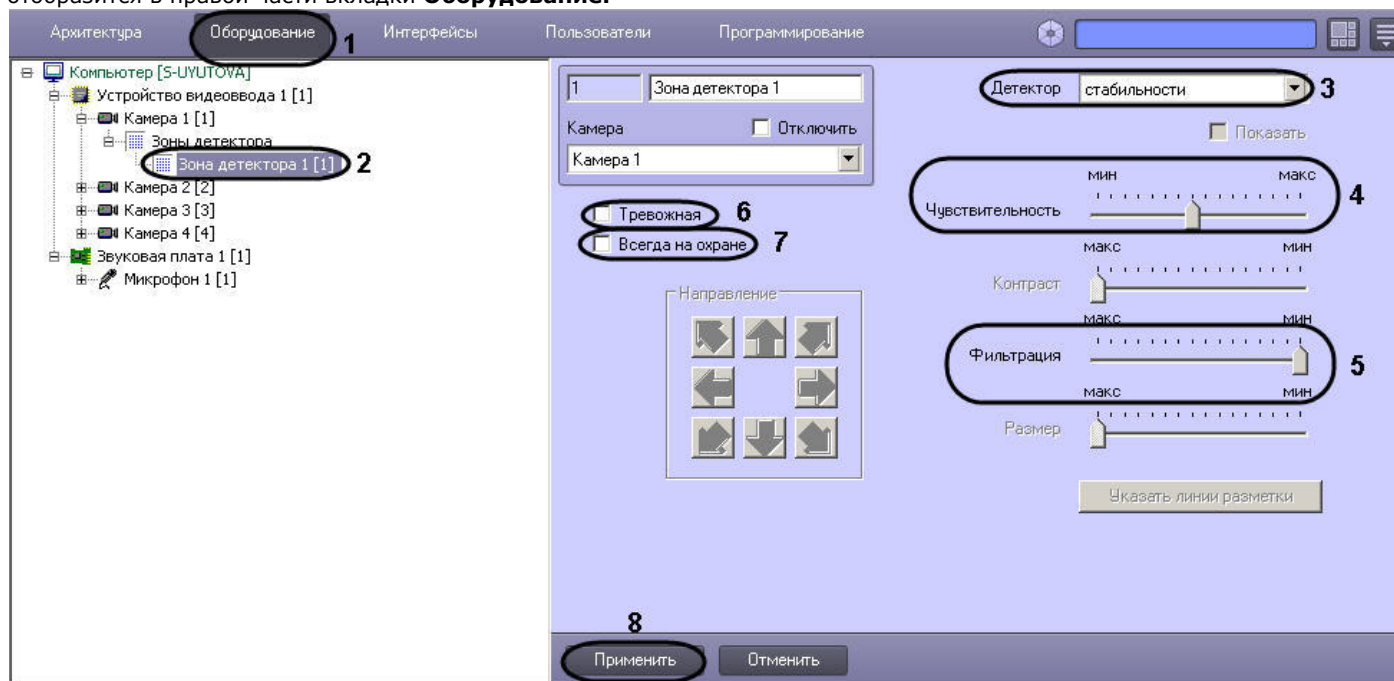 отобразится в правой части вкладки Оборудование.
Архитектура Оборудование 1 Интерфейсы Пользователи Программирование
Компьютер [S-UYUTOVA]
Устройство видеоввода 1 [1]
Камера 1 [1]
Зоны детектора
Зона детектора 1 [1] 2
Камера 2 [2]
Камера 3 [3]
Камера 4 [4]
Звуковая плата 1 [1]
Микрофон 1 [1]
1 Зона детектора 1
Камера Отключить
Камера 1
Тревожная 6
Всегда на охране 7
Направление
Детектор стабильности 3
Показать
мин макс
Чувствительность 4
макс мин
Контраст
макс мин
Фильтрация 5
макс мин
Размер
Указать линии разметки
8
Применить Отменить